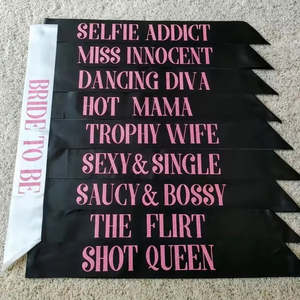 SELFIE ADDICT
MISS INNOCENT
DANCING DIVA
HOT MAMA
TROPHY WIFE
SEXY & SINGLE
SAUCY & BOSSY
THE FLIRT
SHOT QUEEN
BRIDE TO BE